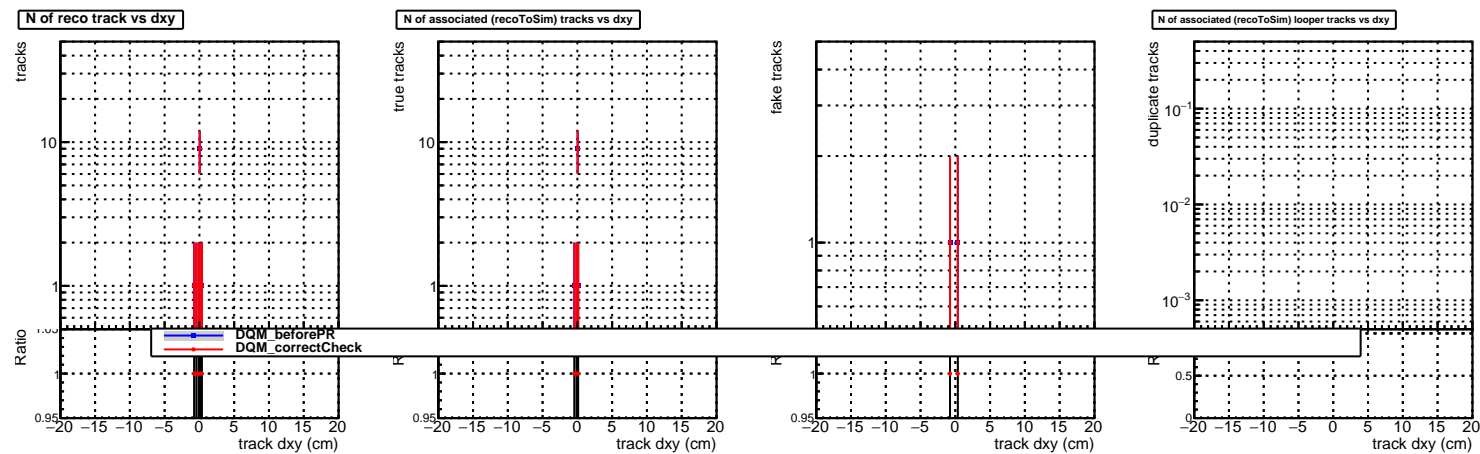 N of reco track vs dxy
tracks
10
1
1.05
Ratio
1
0.95
−20 −15 −10 −5 0 5 10 15 20
track dxy (cm)
N of associated (recoToSim) tracks vs dxy
true tracks
10
1
1
0.95
−20 −15 −10 −5 0 5 10 15 20
track dxy (cm)
fake tracks
1
1
0.95
−20 −15 −10 −5 0 5 10 15 20
track dxy (cm)
N of associated (recoToSim) looper tracks vs dxy
duplicate tracks
10−1
10−2
10−3
0.5
0
−20 −15 −10 −5 0 5 10 15 20
track dxy (cm)
DQM_beforePR
DQM_correctCheck